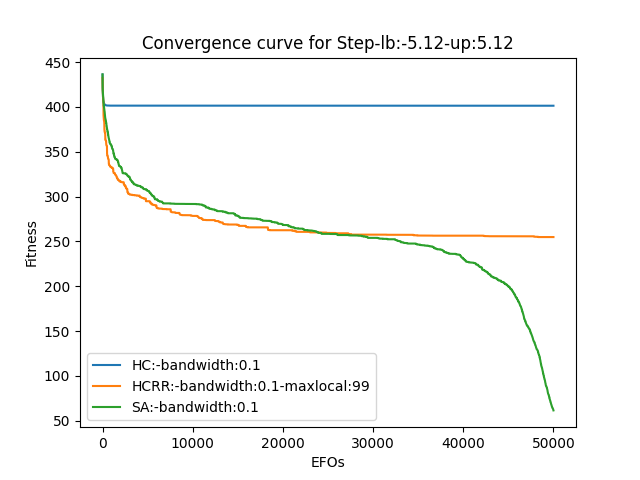 Convergence curve for Step-lb:-5.12-up:5.12
450
400
350
300
250
200
150
100
50
Fitness
HC:-bandwidth:0.1
HCRR:-bandwidth:0.1-maxlocal:99
SA:-bandwidth:0.1
0 10000 20000 30000 40000 50000
EFOs